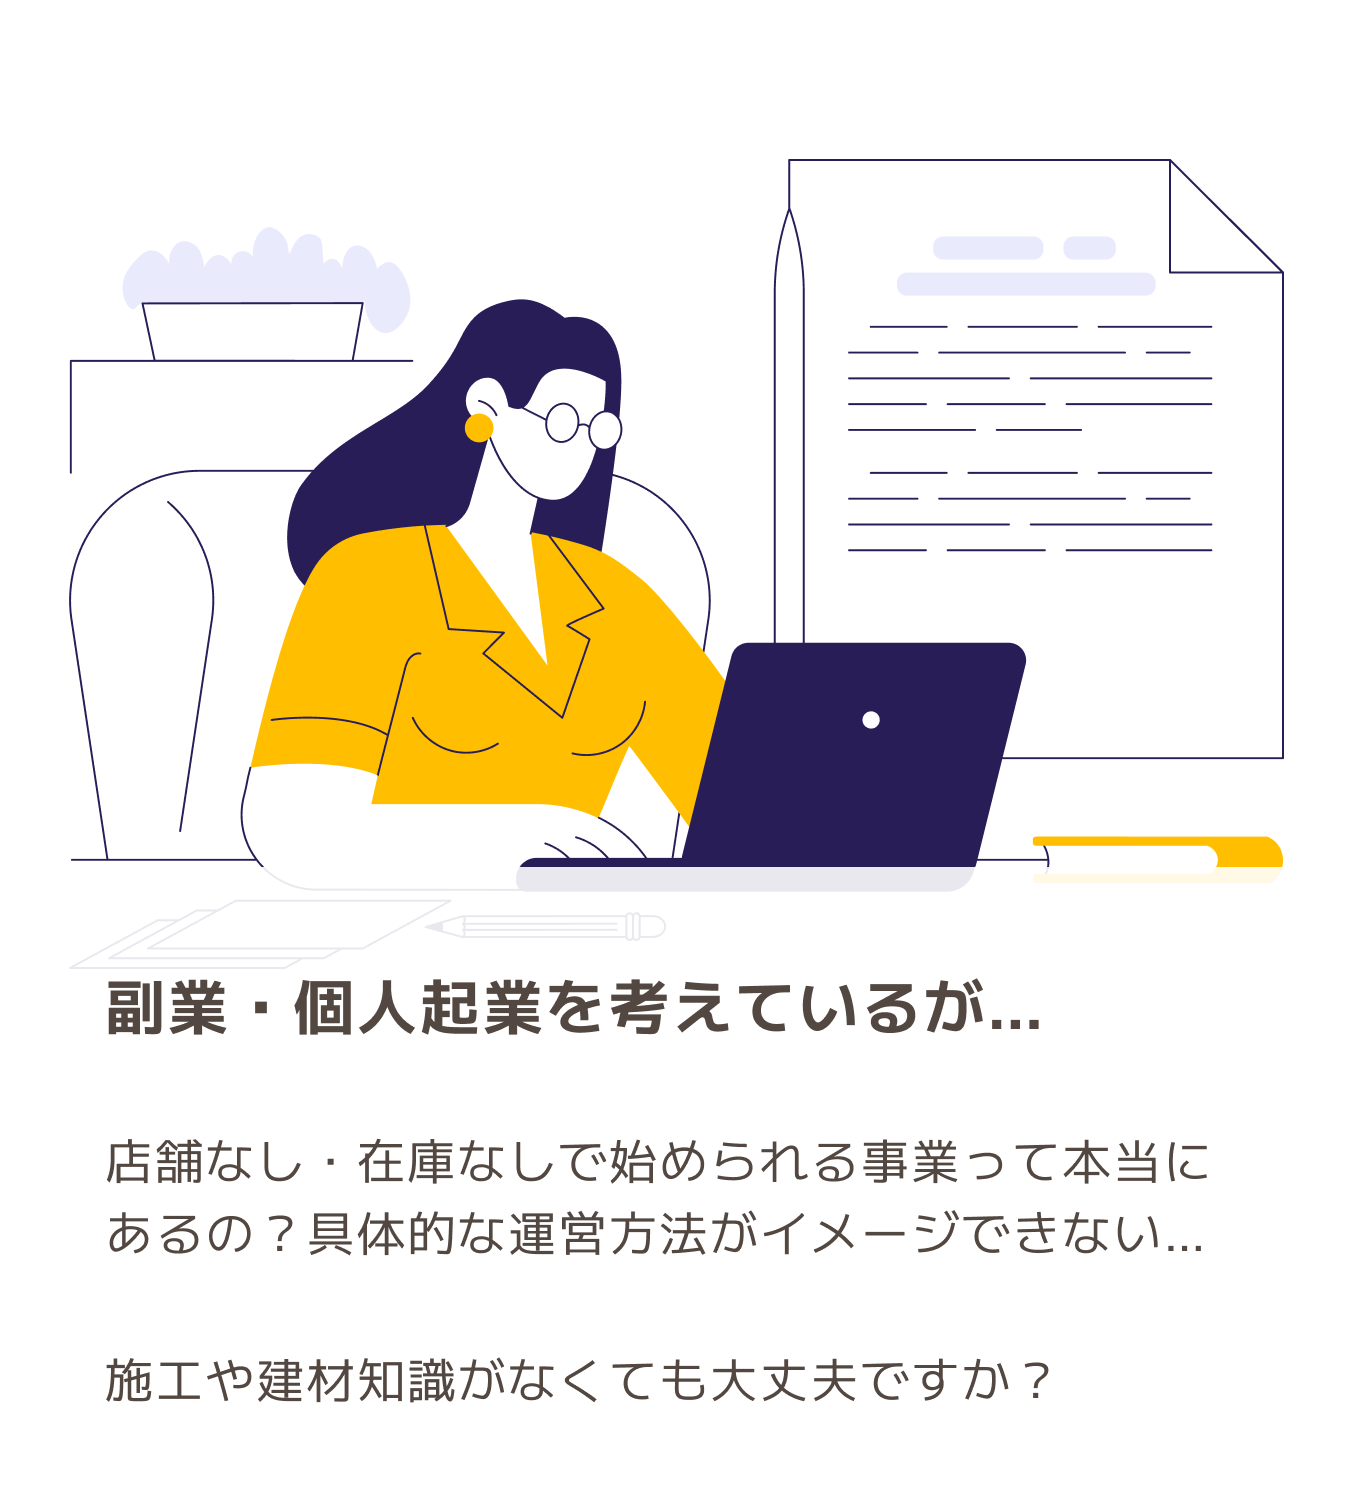 副業・個人起業を考えているが...
店舗なし・在庫なしで始められる事業って本当に
あるの？具体的な運営方法がイメージできない...
施工や建材知識がなくても大丈夫ですか？